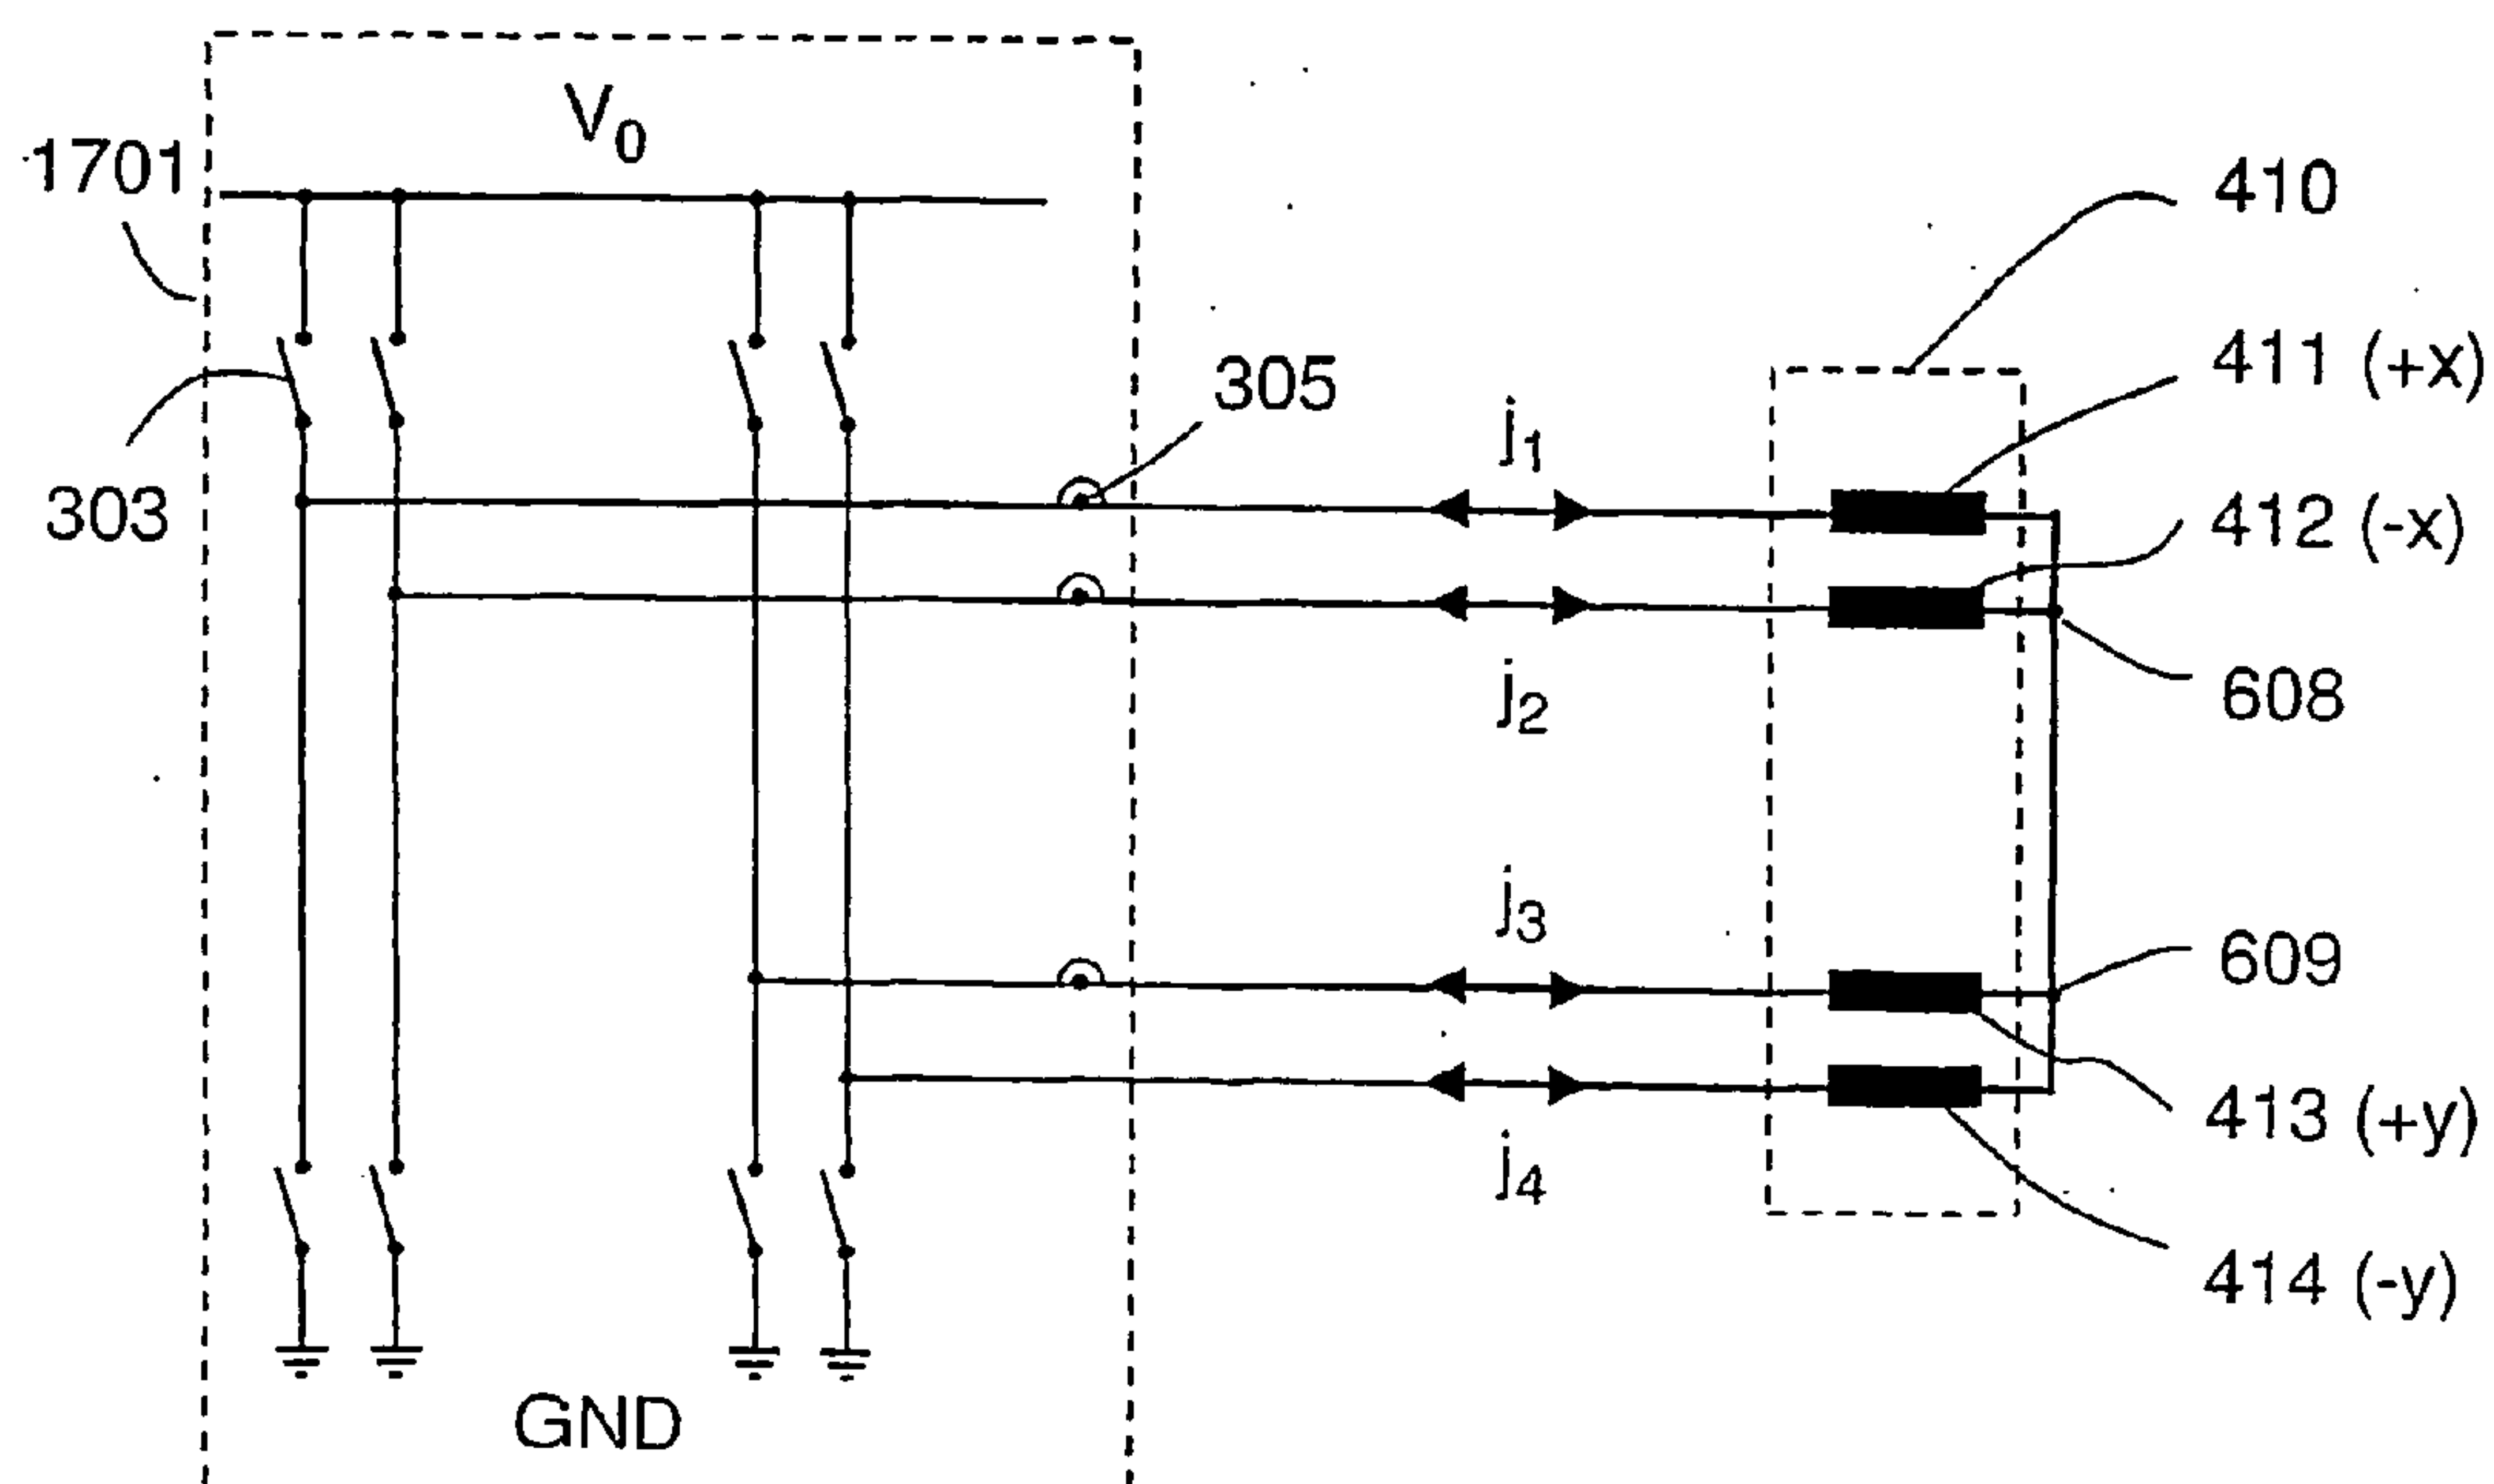 V0
1701
410
411 (+x)
305
j1
303
412 (-x)
j2
608
j3
609
413 (+y)
j4
414 (-y)
GND